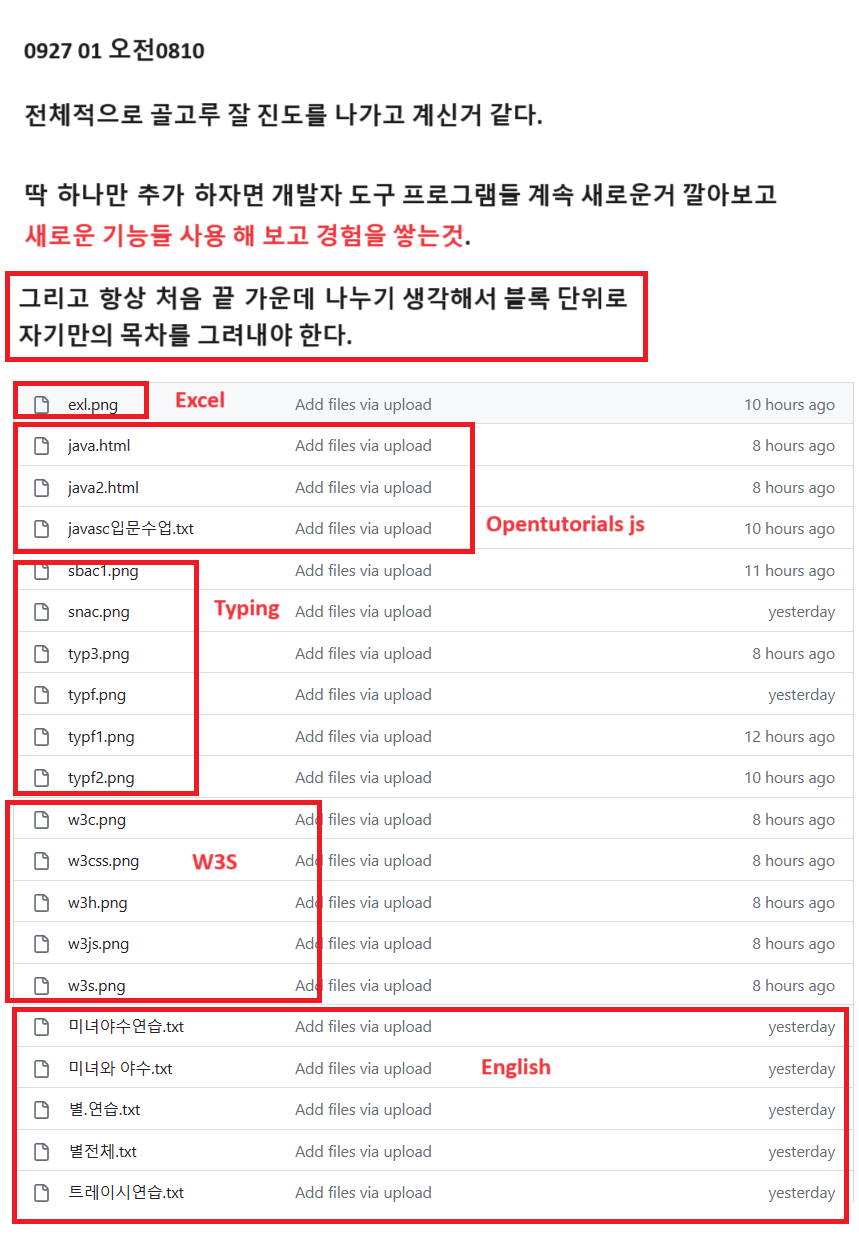 0927 01 오전0810
전체적으로 골고루 잘 진도를 나가고 계신거 같다.
딱 하나만 추가 하자면 개발자 도구 프로그램들 계속 새로운거 깔아보고
새로운 기능들 사용 해 보고 경험을 쌓는것.
그리고 항상 처음 끝 가운데 나누기 생각해서 블록 단위로
자기만의 목차를 그려내야 한다.
exl.png Excel Add files via upload 10 hours ago
java.html Add files via upload 8 hours ago
java2.html Add files via upload 8 hours ago
javasc입문수업.txt Add files via upload Opentutorials js 10 hours ago
sbac1.png Add files via upload 11 hours ago
snac.png Typing Add files via upload yesterday
typ3.png Add files via upload 8 hours ago
typf.png Add files via upload yesterday
typf1.png Add files via upload 12 hours ago
typf2.png Add files via upload 10 hours ago
w3c.png Add files via upload 8 hours ago
w3css.png W3S Add files via upload 8 hours ago
w3h.png Add files via upload 8 hours ago
w3js.png Add files via upload 8 hours ago
w3s.png Add files via upload 8 hours ago
미녀야수연습.txt Add files via upload yesterday
미녀와 야수.txt Add files via upload English yesterday
별.연습.txt Add files via upload yesterday
별전체.txt Add files via upload yesterday
트레이시연습.txt Add files via upload yesterday